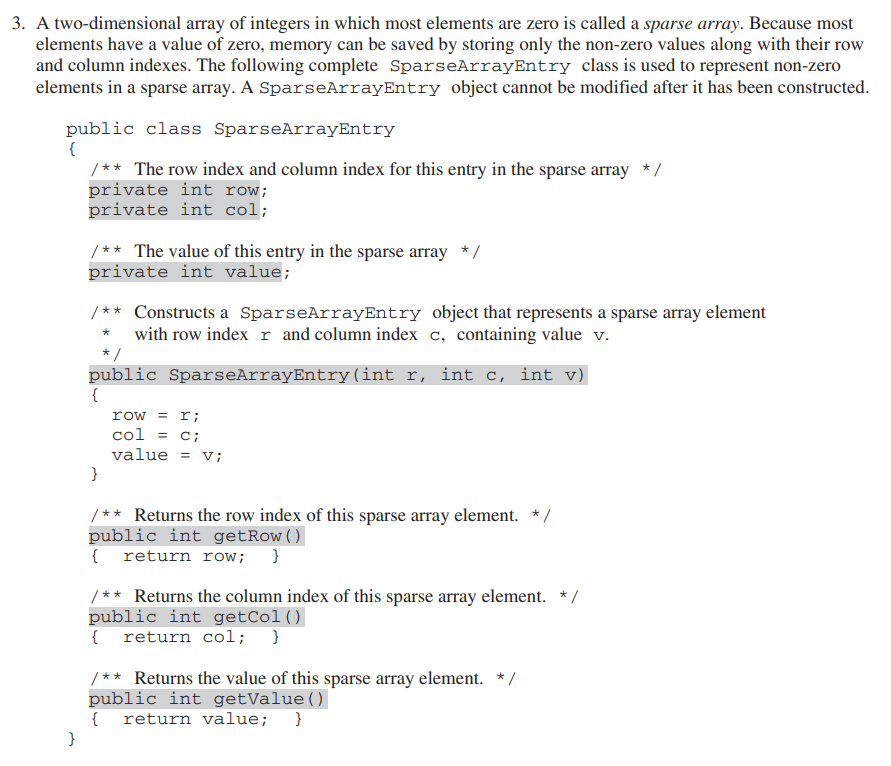 3. A two-dimensional array of integers in which most elements are zero is called a sparse array. Because most
elements have a value of zero, memory can be saved by storing only the non-zero values along with their row
and column indexes. The following complete SparseArrayEntry class is used to represent non-zero
elements in a sparse array. A SparseArrayEntry object cannot be modified after it has been constructed.
public class SparseArrayEntry
{
/** The row index and column index for this entry in the sparse array */
private int row;
private int col;
/** The value of this entry in the sparse array */
private int value;
/** Constructs a SparseArrayEntry object that represents a sparse array element
* with row index r and column index c, containing value v.
*/
public SparseArrayEntry(int r, int c, int v)
{
row = r;
col = c;
value = v;
}
/** Returns the row index of this sparse array element. */
public int getRow()
{ return row; }
/** Returns the column index of this sparse array element. */
public int getCol()
{ return col; }
/** Returns the value of this sparse array element. */
public int getValue()
{ return value; }
}